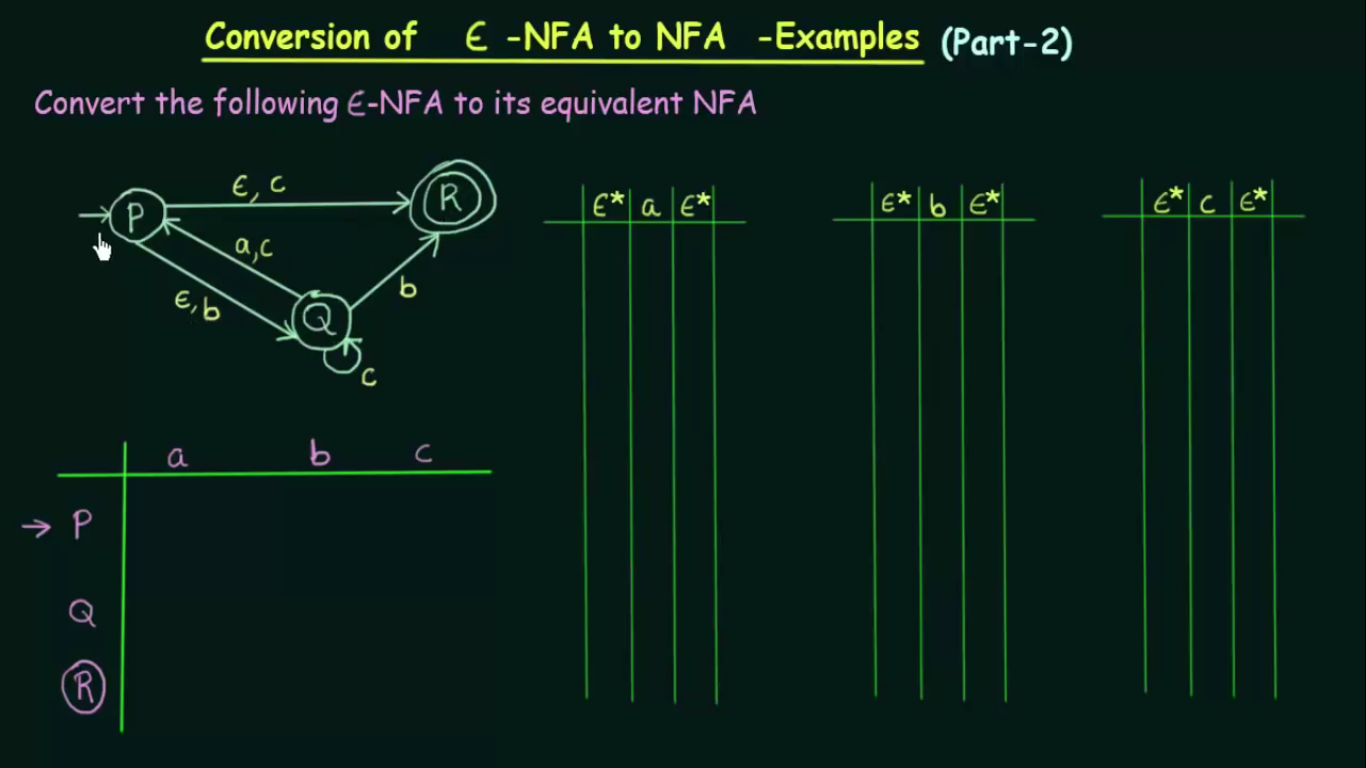 Conversion of ϵ -NFA to NFA -Examples (Part-2)
Convert the following ϵ-NFA to its equivalent NFA
ϵ, c
R
P
a,c
ϵ,b
b
Q
c
ϵ* a ϵ*
ϵ* b ϵ*
ϵ* c ϵ*
a b c
→ P
Q
R